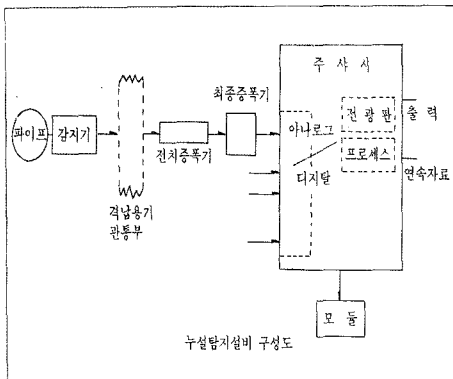 주 사 시
최종증폭기
파이프
감지기
전치증폭기
아나로그
디지탈
전 광 판
출 력
프로세스
연속자료
격납용기
관통부
모 듈
누설탐지설비 구성도